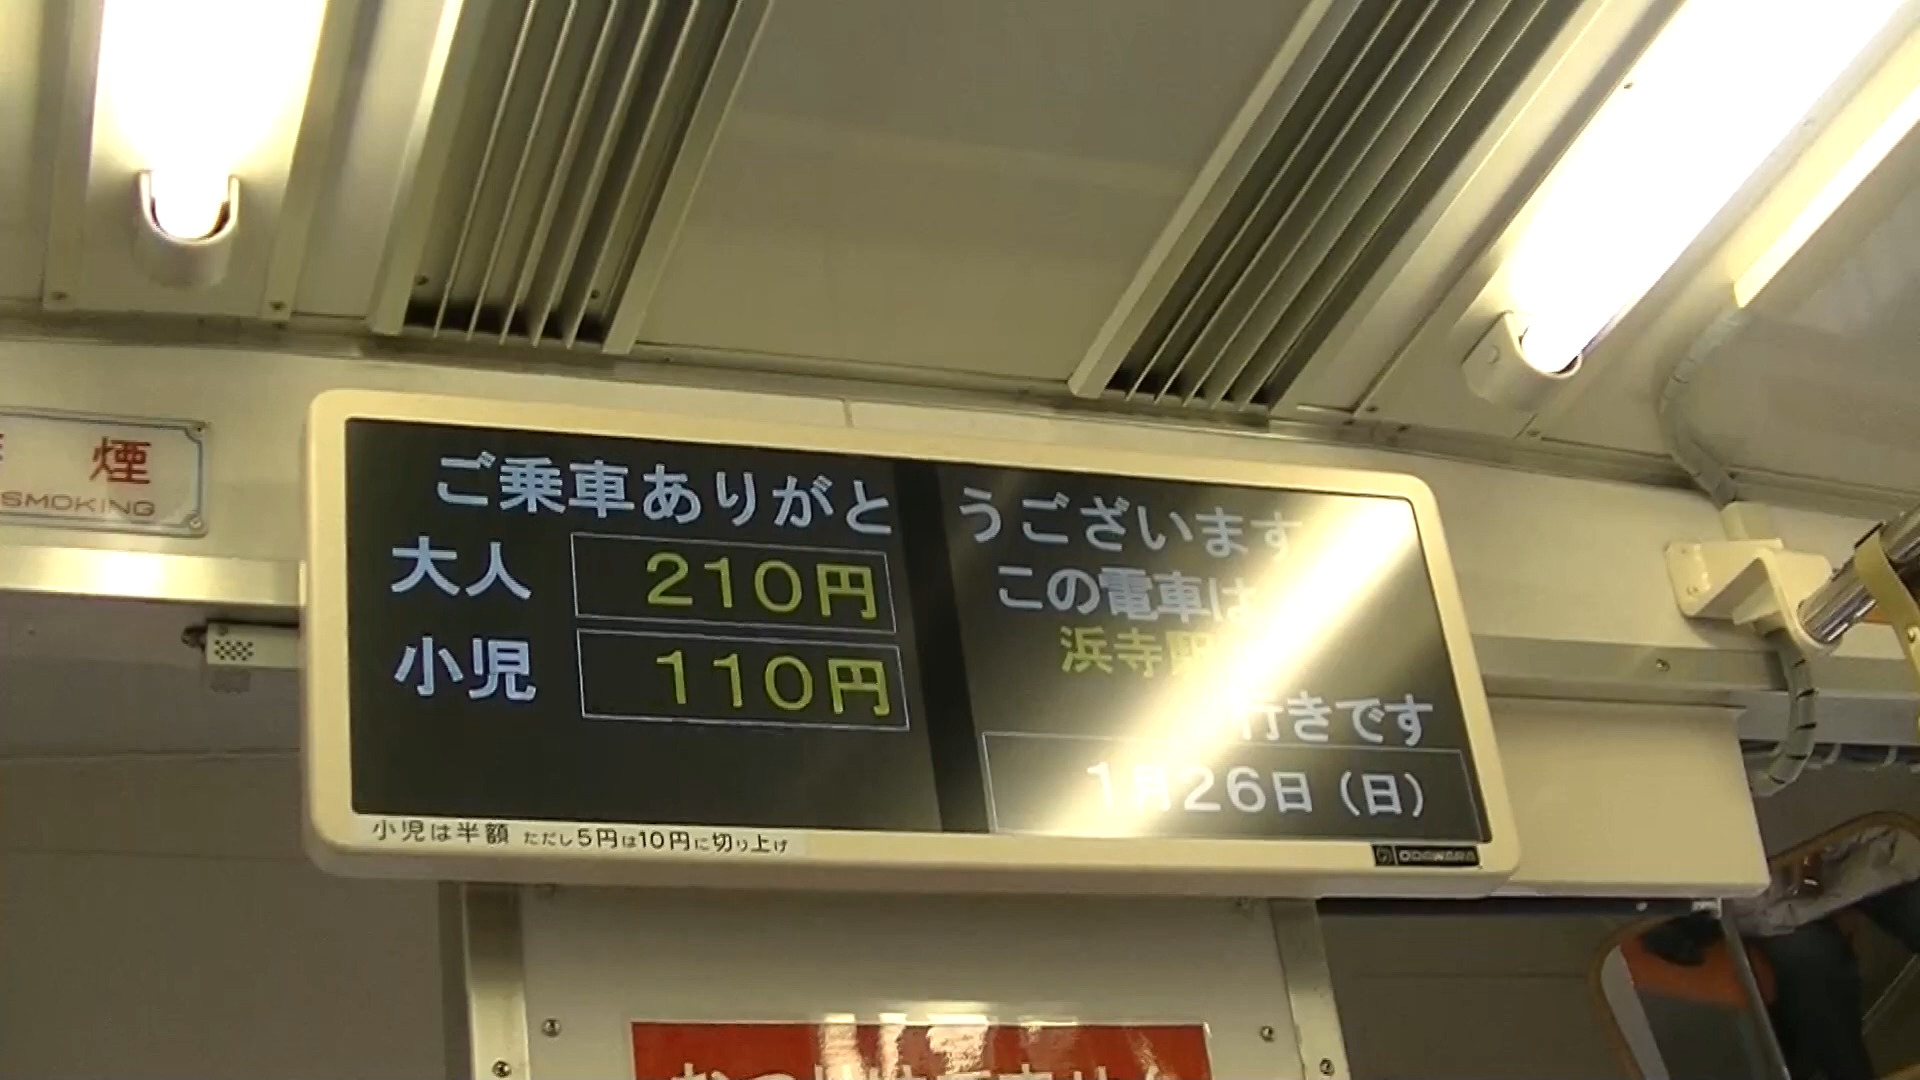 煙
SMOKING
ご乗車ありがとうございます
大人 210円
小児 110円
この電車は
浜寺駅
行きです
1月26日（日）
小児は半額 ただし5円は10円に切り上げ
ODAWARA